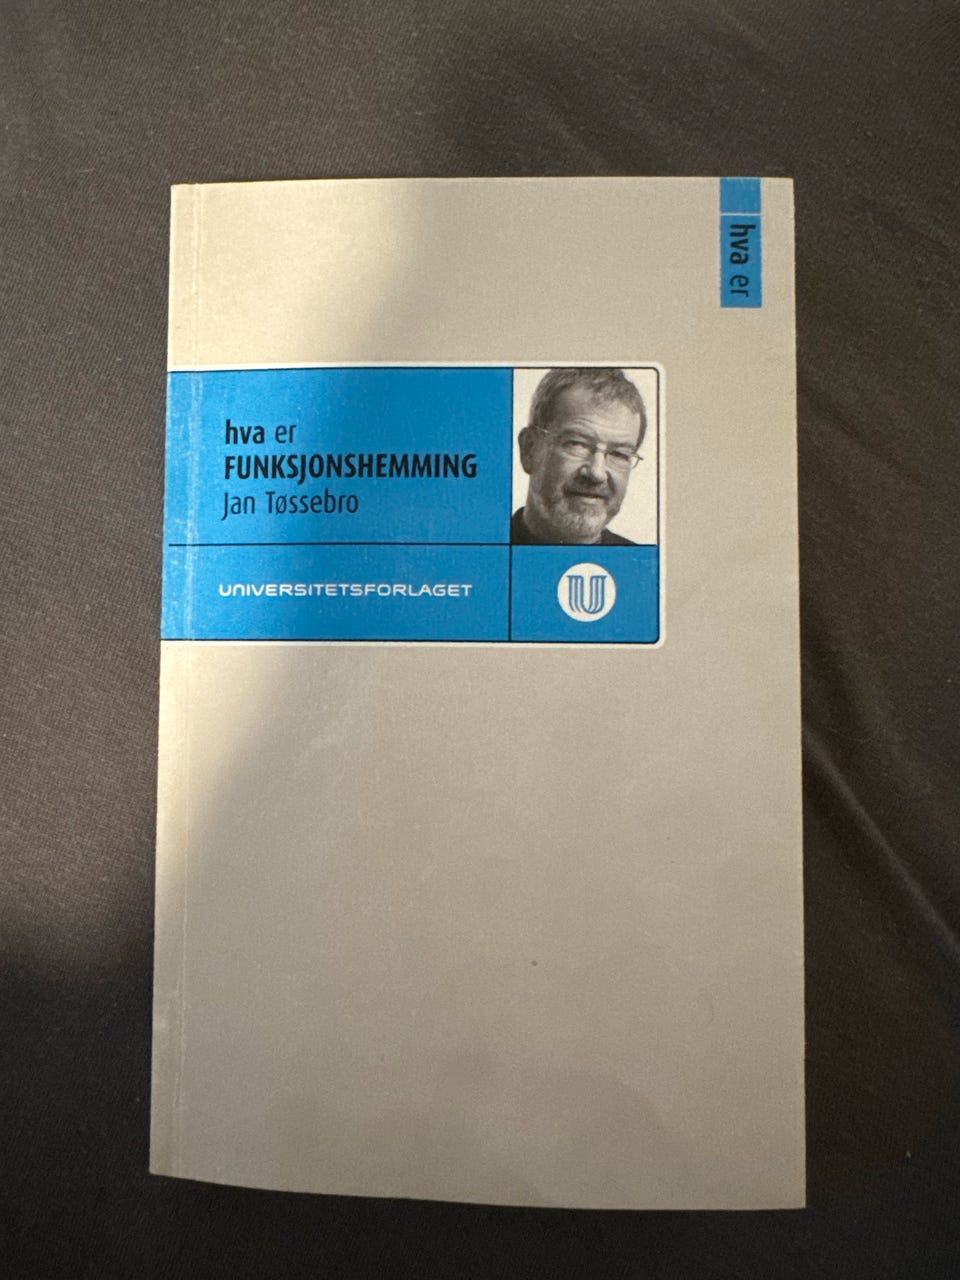 hva er
hva er
FUNKSJONSHEMMING
Jan Tøssebro
UNIVERSITETSFORLAGET
U